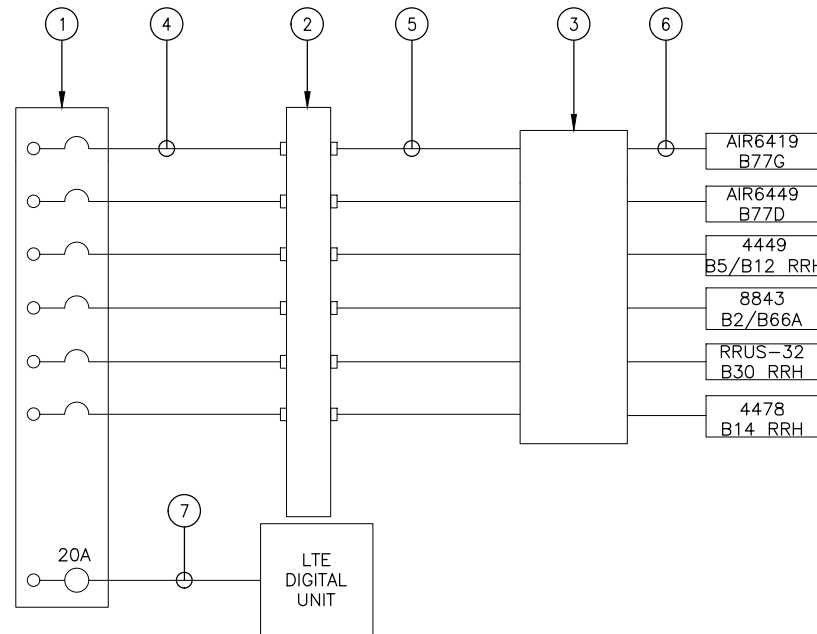 1
4
2
5
3
6
AIR6419
B77G
AIR6449
B77D
4449
B5/B12 RRH
8843
B2/B66A
RRUS-32
B30 RRH
4478
B14 RRH
7
20A
LTE
DIGITAL
UNIT